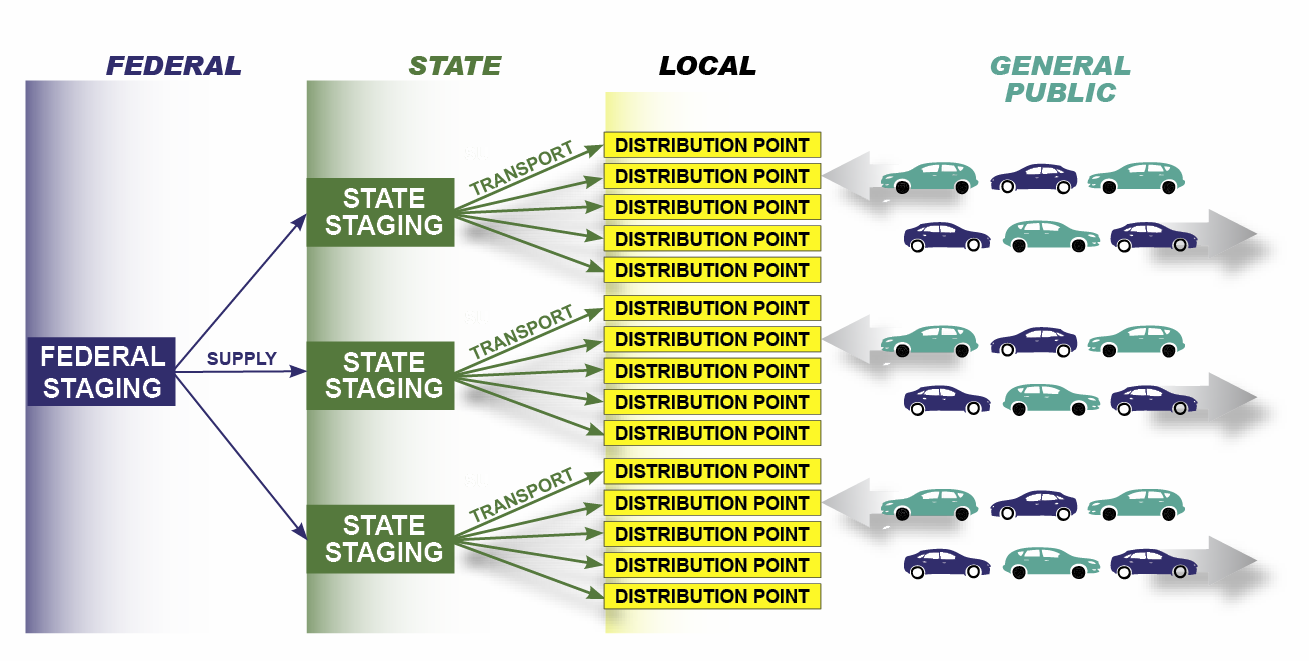 FEDERAL
STATE
LOCAL
GENERAL
PUBLIC
FEDERAL
STAGING
SUPPLY
STATE
STAGING
TRANSPORT
DISTRIBUTION POINT
DISTRIBUTION POINT
DISTRIBUTION POINT
DISTRIBUTION POINT
DISTRIBUTION POINT
STATE
STAGING
TRANSPORT
DISTRIBUTION POINT
DISTRIBUTION POINT
DISTRIBUTION POINT
DISTRIBUTION POINT
DISTRIBUTION POINT
STATE
STAGING
TRANSPORT
DISTRIBUTION POINT
DISTRIBUTION POINT
DISTRIBUTION POINT
DISTRIBUTION POINT
DISTRIBUTION POINT